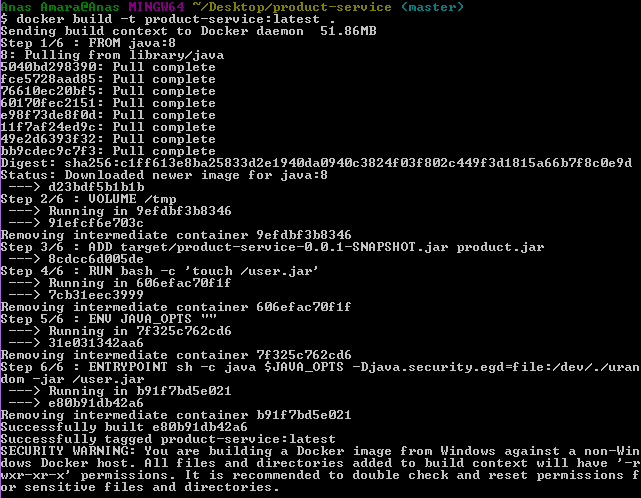 Anas Amara@Anas MINGW64 ~/Desktop/product-service (master)
$ docker build -t product-service:latest .
Sending build context to Docker daemon  51.86MB
Step 1/6 : FROM java:8
8: Pulling from library/java
5040bd298390: Pull complete
fce5728aad85: Pull complete
76610ec20bf5: Pull complete
60170fec2151: Pull complete
e98f73de8f0d: Pull complete
11f7af24ed9c: Pull complete
49e2d6393f32: Pull complete
bb9cdec9c7f3: Pull complete
Digest: sha256:c1ff613e8ba25833d2e1940da0940c3824f03f802c449f3d1815a66b7f8c0e9d
Status: Downloaded newer image for java:8
 ---> d23bdf5b1b1b
Step 2/6 : VOLUME /tmp
 ---> Running in 9efdbf3b8346
 ---> 91efcf6e703c
Removing intermediate container 9efdbf3b8346
Step 3/6 : ADD target/product-service-0.0.1-SNAPSHOT.jar product.jar
 ---> 8cdcc6d005de
Step 4/6 : RUN bash -c 'touch /user.jar'
 ---> Running in 606efac70f1f
 ---> 7cb31eec3999
Removing intermediate container 606efac70f1f
Step 5/6 : ENV JAVA_OPTS ""
 ---> Running in 7f325c762cd6
 ---> 31e031342aa6
Removing intermediate container 7f325c762cd6
Step 6/6 : ENTRYPOINT sh -c java $JAVA_OPTS -Djava.security.egd=file:/dev/./uran
dom -jar /user.jar
 ---> Running in b91f7bd5e021
 ---> e80b91db42a6
Removing intermediate container b91f7bd5e021
Successfully built e80b91db42a6
Successfully tagged product-service:latest
SECURITY WARNING: You are building a Docker image from Windows against a non-Win
dows Docker host. All files and directories added to build context will have '-r
wxr-xr-x' permissions. It is recommended to double check and reset permissions f
or sensitive files and directories.